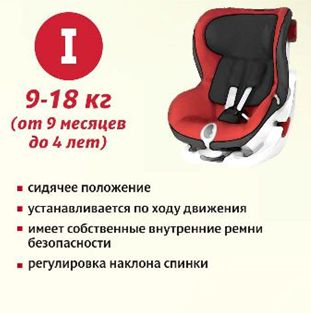 I
9-18 кг
(от 9 месяцев
до 4 лет)
▪ сидячее положение
▪ устанавливается по ходу движения
▪ имеет собственные внутренние ремни
безопасности
▪ регулировка наклона спинки